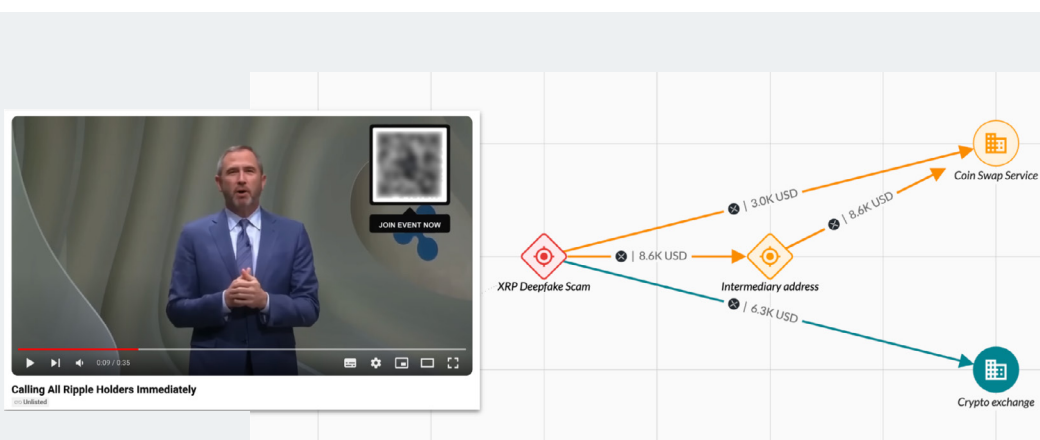 JOIN EVENT NOW
0:09 / 0:35
Calling All Ripple Holders Immediately
Unlisted
XRP Deepfake Scam
| 3.0K USD
| 8.6K USD
| 8.6K USD
| 6.3K USD
Intermediary address
Coin Swap Service
Crypto exchange